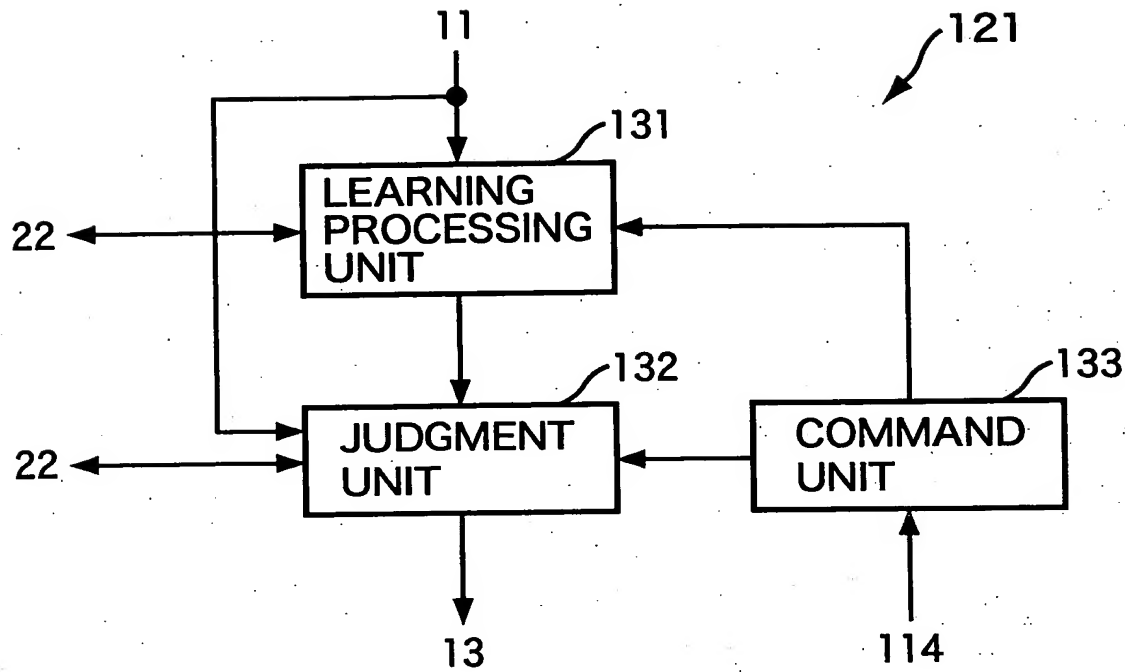 11
121
131
LEARNING
PROCESSING
UNIT
22
132
133
JUDGMENT
UNIT
COMMAND
UNIT
22
13
114